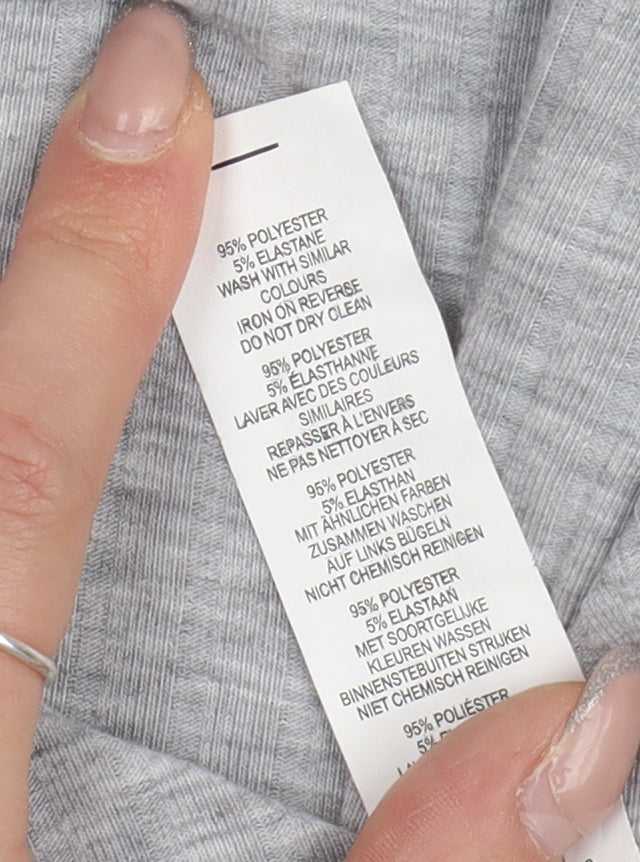 95% POLYESTER
5% ELASTANE
WASH WITH SIMILAR
COLOURS
IRON ON REVERSE
DO NOT DRY CLEAN
95% POLYESTER
5% ÉLASTHANNE
LAVER AVEC DES COULEURS
SIMILAIRES
REPASSER À L'ENVERS
NE PAS NETTOYER À SEC
95% POLYESTER
5% ELASTHAN
MIT ÄHNLICHEN FARBEN
ZUSAMMEN WASCHEN
AUF LINKS BÜGELN
NICHT CHEMISCH REINIGEN
95% POLYESTER
5% ELASTAAN
MET SOORTGELIJKE
KLEUREN WASSEN
BINNENSTEBUITEN STRIJKEN
NIET CHEMISCH REINIGEN
95% POLIÉSTER
5%